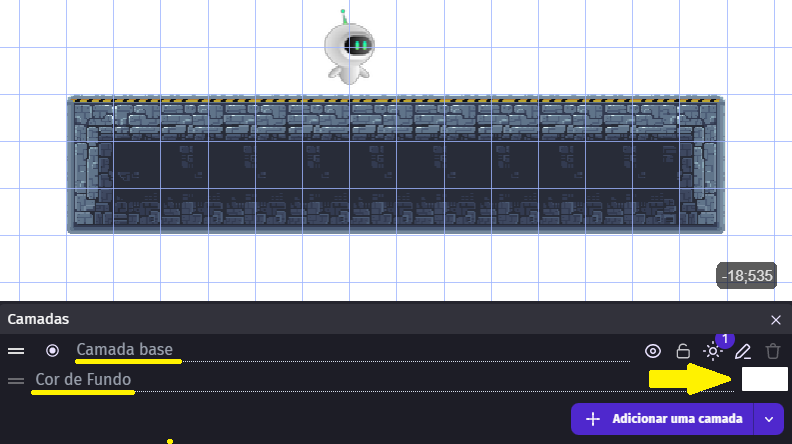 -18;535
Camadas
Camada base
1
Cor de Fundo
Adicionar uma camada